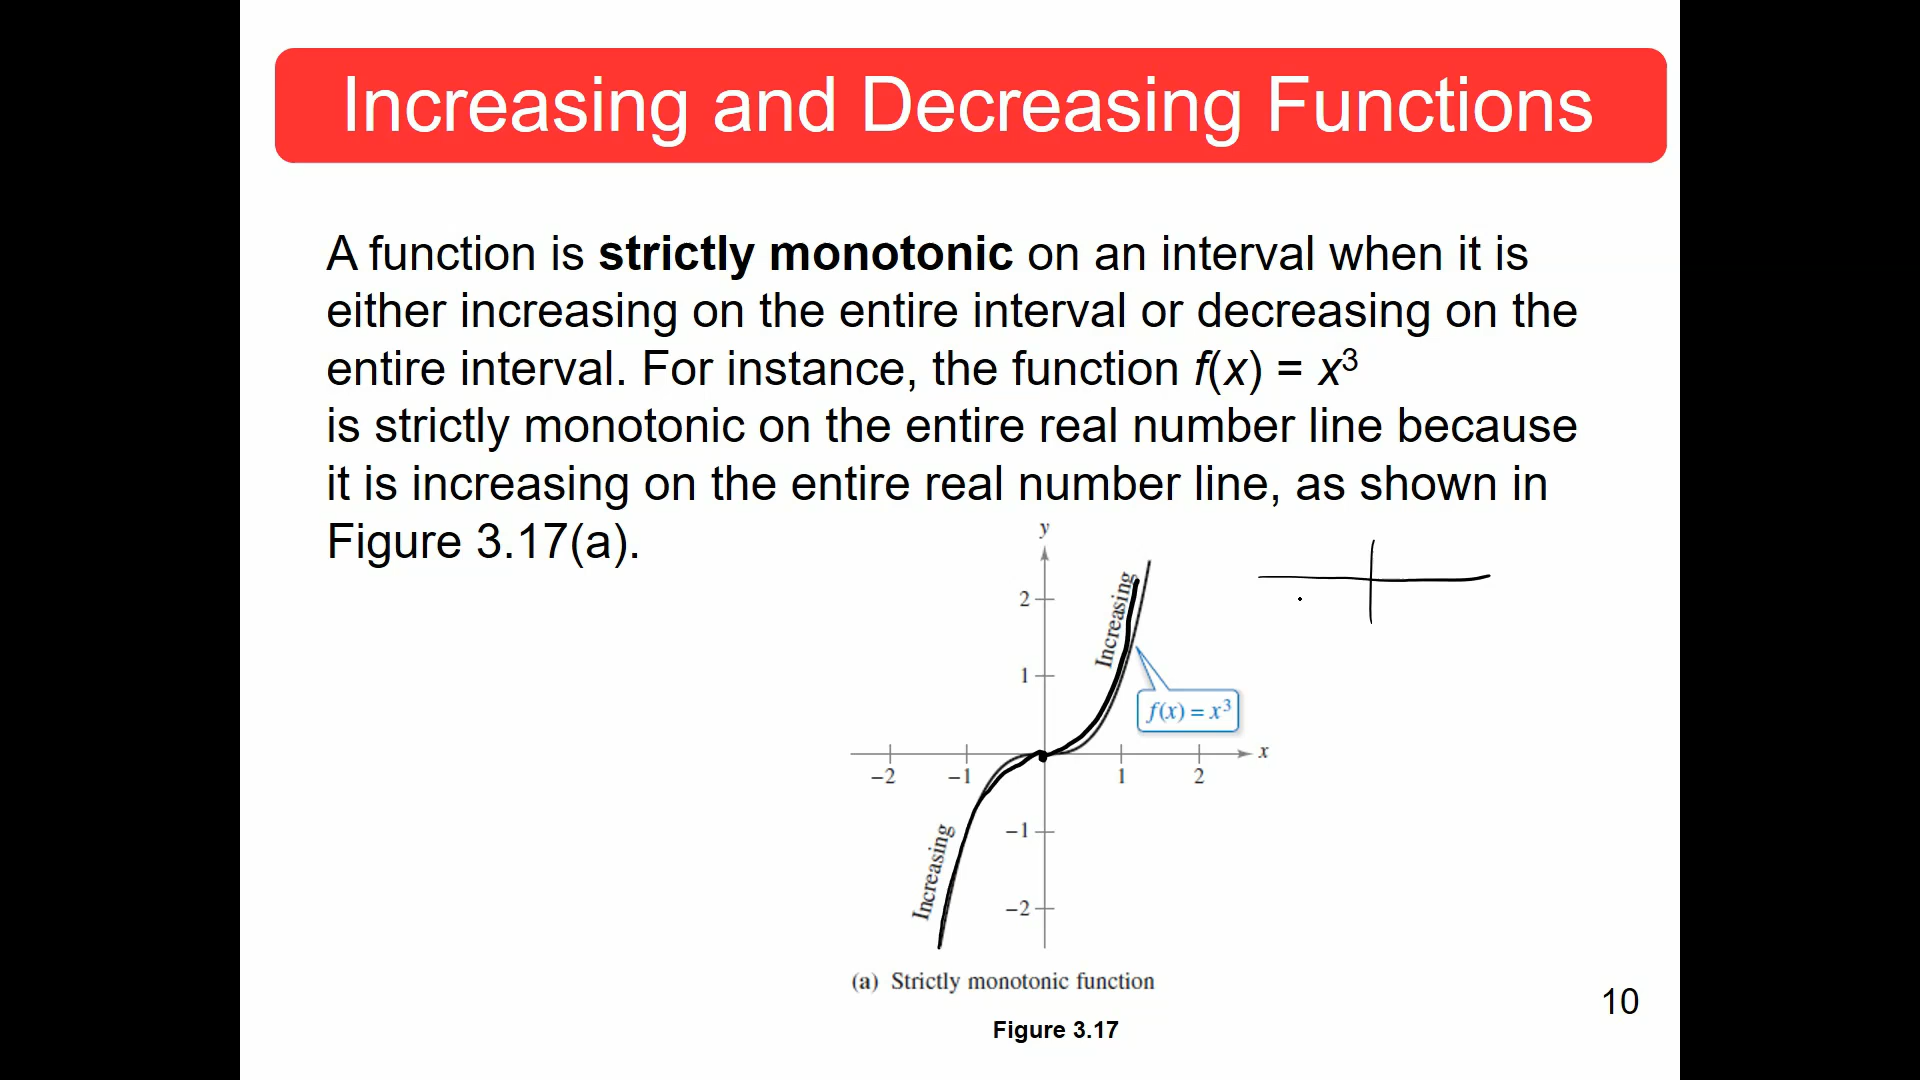 Increasing and Decreasing Functions
A function is strictly monotonic on an interval when it is
either increasing on the entire interval or decreasing on the
entire interval. For instance, the function f(x) = x³
is strictly monotonic on the entire real number line because
it is increasing on the entire real number line, as shown in
Figure 3.17(a).
y
2
Increasing
1
f(x) = x³
x
−2 −1 1 2
−1
Increasing
−2
(a) Strictly monotonic function
Figure 3.17
10